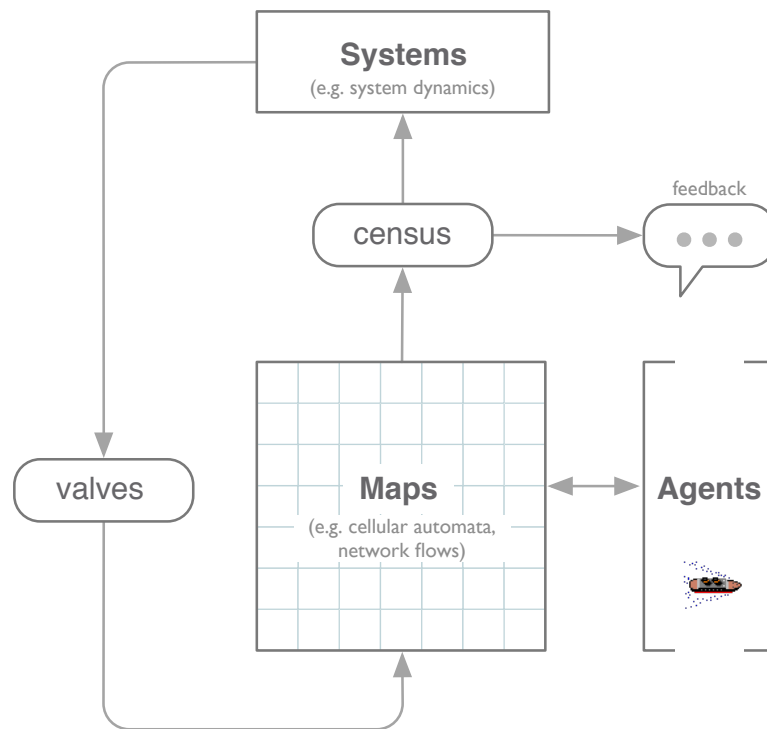 Systems
(e.g. system dynamics)
feedback
census
valves
Maps
(e.g. cellular automata,
network flows)
Agents